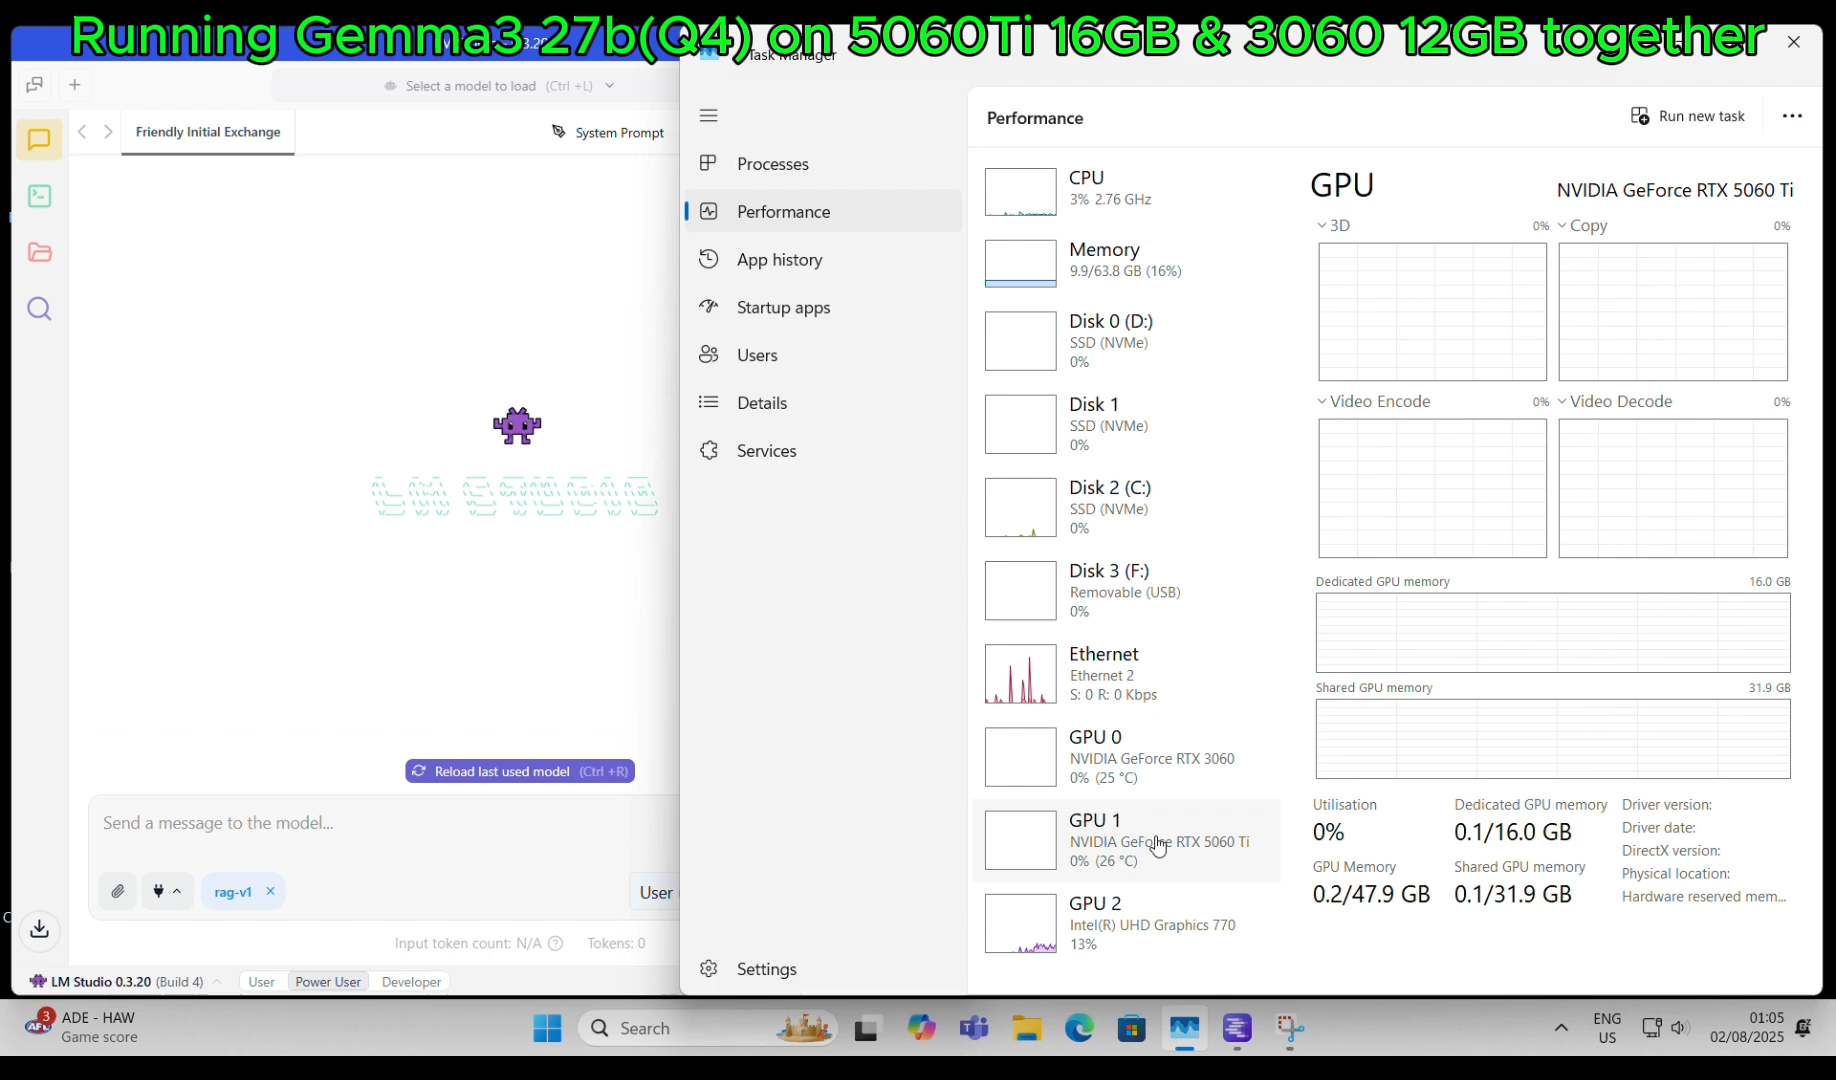 Running Gemma3 27b(Q4) on 5060Ti 16GB & 3060 12GB together
Task Manager
Select a model to load (Ctrl +L)
Friendly Initial Exchange
System Prompt
LM STUDIO
Reload last used model (Ctrl +R)
Send a message to the model...
rag-v1 ×
User
Input token count: N/A ?
Tokens: 0
LM Studio 0.3.20 (Build 4)
User
Power User
Developer
Processes
Performance
App history
Startup apps
Users
Details
Services
Settings
Performance
Run new task
CPU
3% 2.76 GHz
Memory
9.9/63.8 GB (16%)
Disk 0 (D:)
SSD (NVMe)
0%
Disk 1
SSD (NVMe)
0%
Disk 2 (C:)
SSD (NVMe)
0%
Disk 3 (F:)
Removable (USB)
0%
Ethernet
Ethernet 2
S: 0 R: 0 Kbps
GPU 0
NVIDIA GeForce RTX 3060
0% (25 °C)
GPU 1
NVIDIA GeForce RTX 5060 Ti
0% (26 °C)
GPU 2
Intel(R) UHD Graphics 770
13%
GPU
NVIDIA GeForce RTX 5060 Ti
3D 0%
Copy 0%
Video Encode 0%
Video Decode 0%
Dedicated GPU memory 16.0 GB
Shared GPU memory 31.9 GB
Utilisation
0%
Dedicated GPU memory
0.1/16.0 GB
GPU Memory
0.2/47.9 GB
Shared GPU memory
0.1/31.9 GB
Driver version:
Driver date:
DirectX version:
Physical location:
Hardware reserved mem...
3
AFL
ADE - HAW
Game score
Search
ENG
US
01:05
02/08/2025